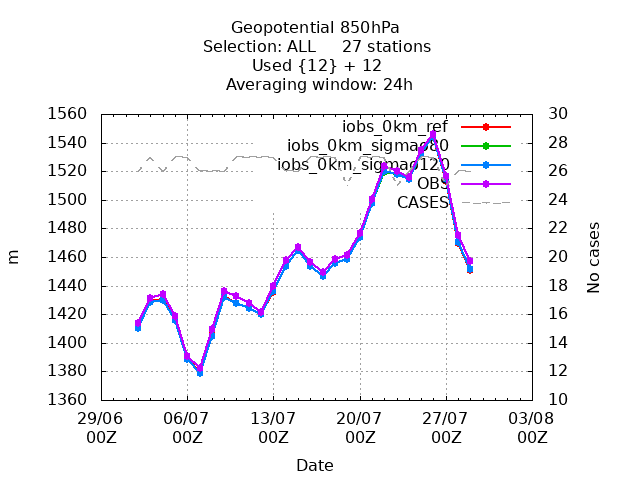 Geopotential 850hPa
Selection: ALL     27 stations
Used {12} + 12
Averaging window: 24h
1560
1540
1520
1500
1480
1460
1440
1420
1400
1380
1360
m
30
28
26
24
22
20
18
16
14
12
10
No cases
iobs_0km_ref
iobs_0km_sigmao80
iobs_0km_sigmao120
OBS
CASES
29/06 06/07 13/07 20/07 27/07 03/08
00Z 00Z 00Z 00Z 00Z 00Z
Date